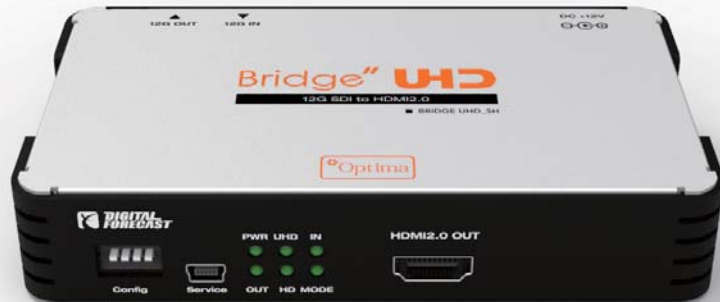 12G OUT 12G IN DC +12V
Bridge" UHD
12G SDI to HDMI2.0
BRIDGE UHD_SH
Optima
DIGITAL
FORECAST
PWR UHD IN
HDMI2.0 OUT
Config Service OUT HD MODE